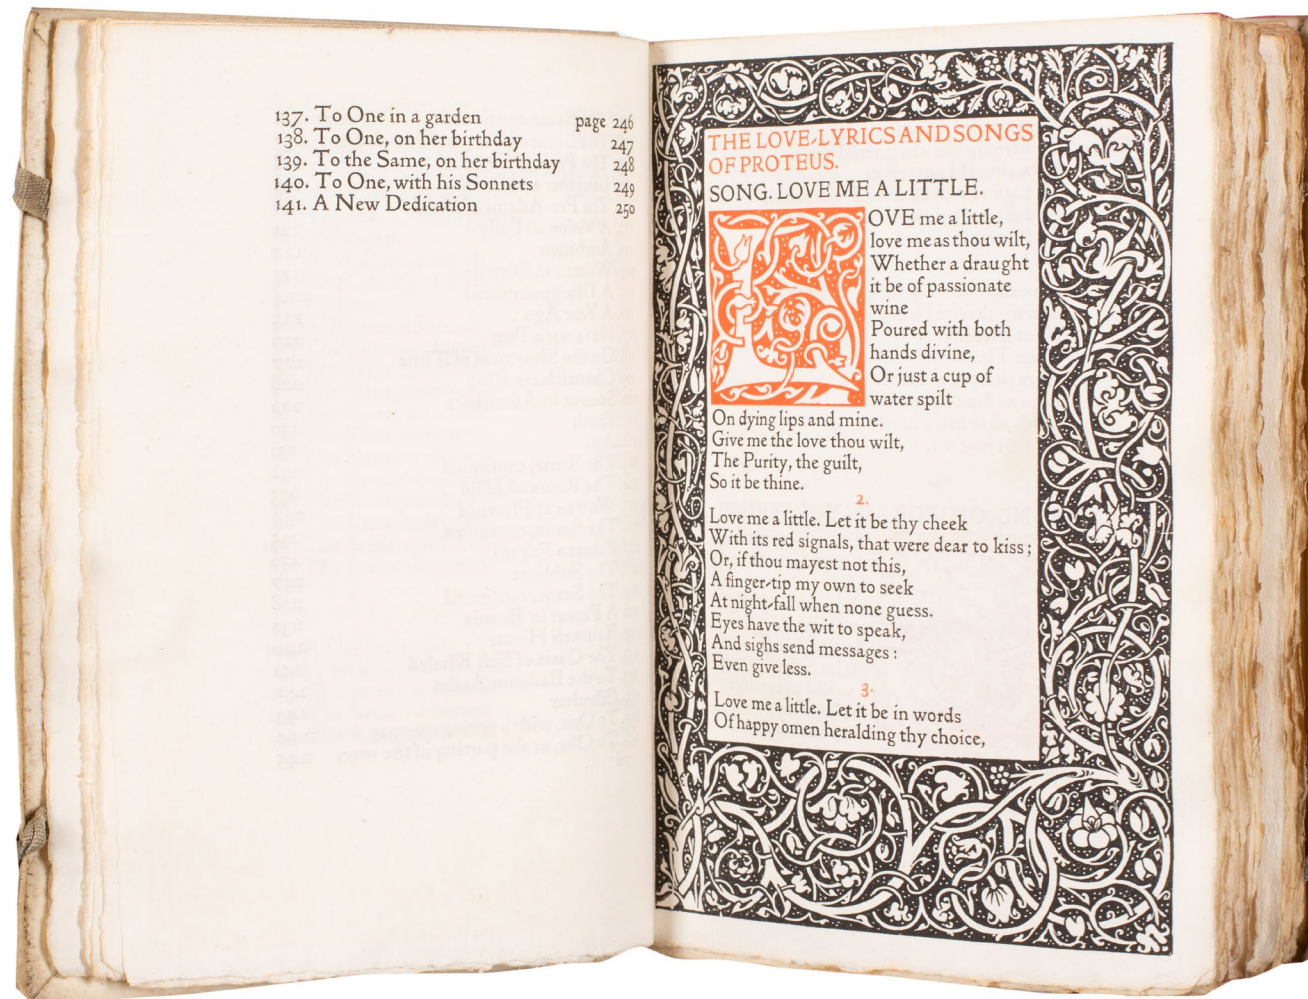 137. To One in a garden page 246
138. To One, on her birthday 247
139. To the Same, on her birthday 248
140. To One, with his Sonnets 249
141. A New Dedication 250
THE LOVE-LYRICS AND SONGS
OF PROTEUS.
SONG. LOVE ME A LITTLE.
LOVE me a little,
love me as thou wilt,
Whether a draught
it be of passionate
wine
Poured with both
hands divine,
Or just a cup of
water spilt
On dying lips and mine.
Give me the love thou wilt,
The Purity, the guilt,
So it be thine.
2.
Love me a little. Let it be thy cheek
With its red signals, that were dear to kiss;
Or, if thou mayest not this,
A finger-tip my own to seek
At night-fall when none guess.
Eyes have the wit to speak,
And sighs send messages:
Even give less.
3.
Love me a little. Let it be in words
Of happy omen heralding thy choice,